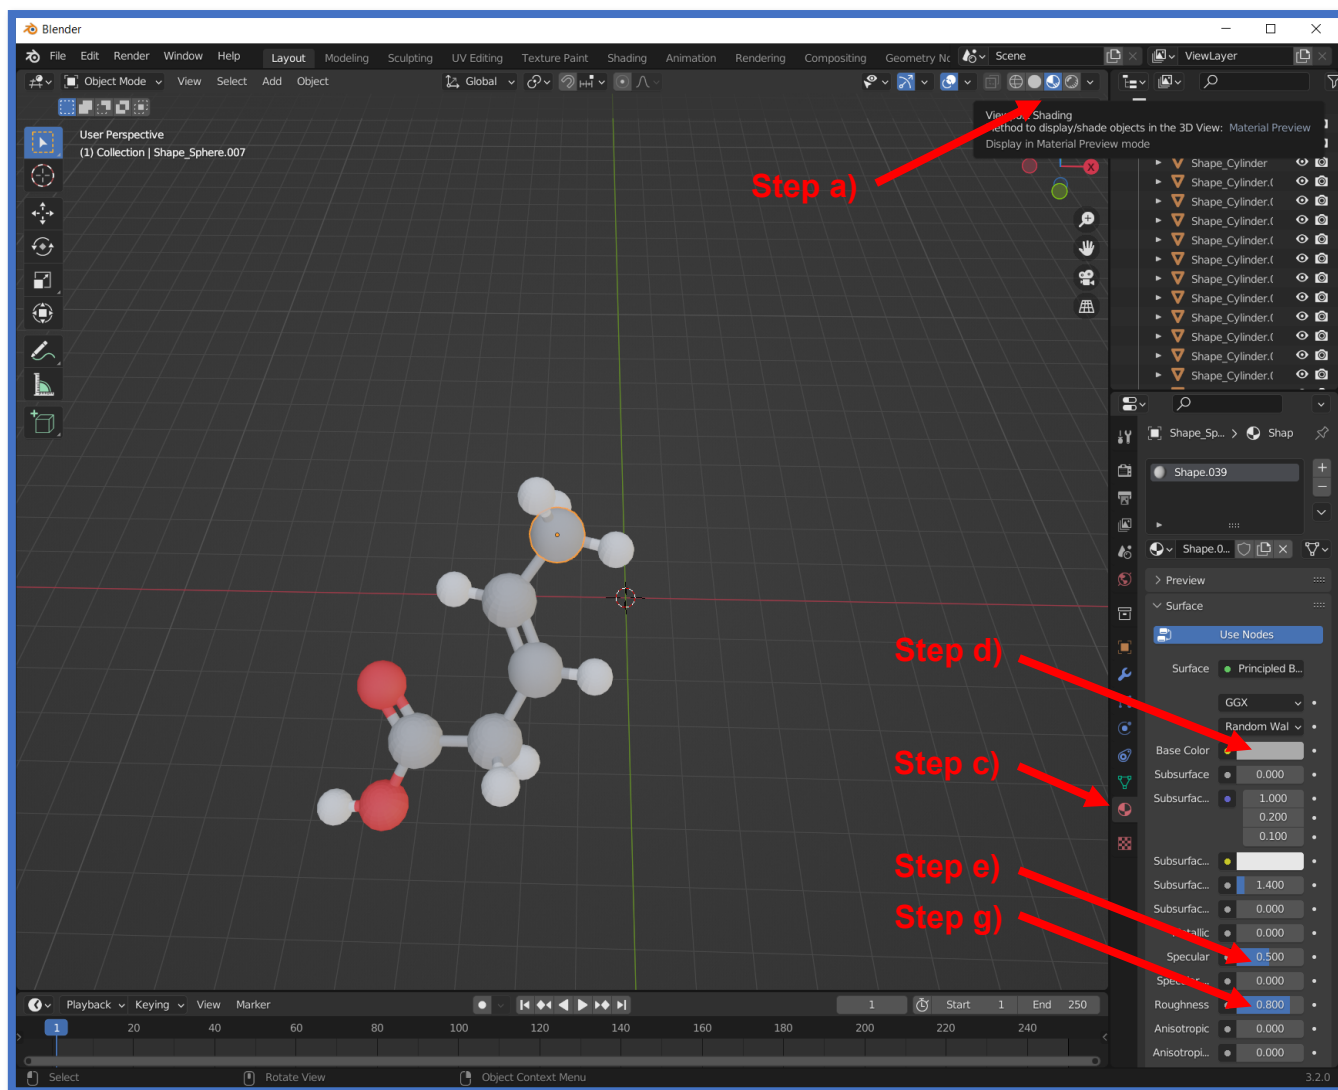 Blender
File Edit Render Window Help Layout Modeling Sculpting UV Editing Texture Paint Shading Animation Rendering Compositing Geometry Nc Scene ViewLayer
Object Mode View Select Add Object Global
User Perspective
(1) Collection | Shape_Sphere.007
Shading
Method to display/shade objects in the 3D View: Material Preview
Display in Material Preview mode
X
Step a)
Shape_Cylinder
Shape_Cylinder.(
Shape_Cylinder.(
Shape_Cylinder.(
Shape_Cylinder.(
Shape_Cylinder.(
Shape_Cylinder.(
Shape_Cylinder.(
Shape_Cylinder.(
Shape_Cylinder.(
Shape_Cylinder.(
Shape_Cylinder.(
Shape_Sp... > Shap
Shape.039
Shape.0...
Preview
Surface
Use Nodes
Step d)
Surface Principled B...
GGX
Random Wal
Base Color
Step c)
Subsurface 0.000
Subsurfac... 1.000
0.200
0.100
Subsurfac...
Step e)
Subsurfac... 1.400
Subsurfac... 0.000
Step g)
Metallic 0.000
Specular 0.500
0.000
Roughness 0.800
Anisotropic 0.000
Anisotropi... 0.000
Playback Keying View Marker 1 Start 1 End 250
1 20 40 60 80 100 120 140 160 180 200 220 240
Select Rotate View Object Context Menu 3.2.0